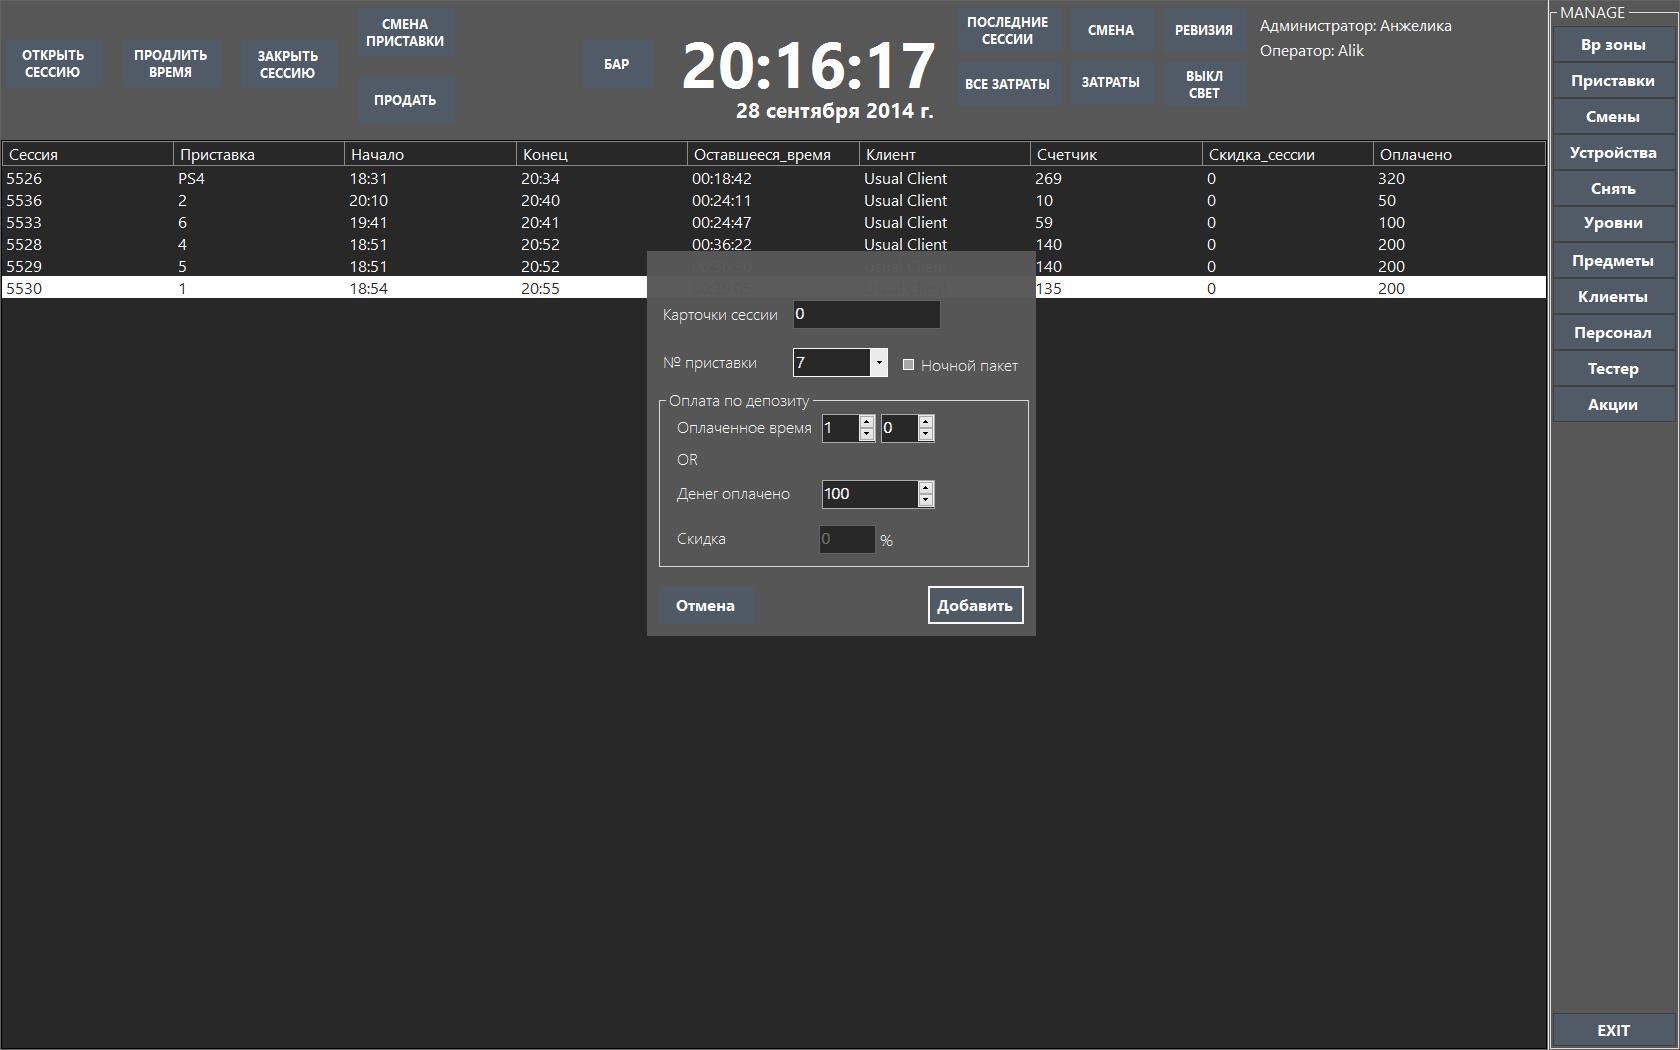 ОТКРЫТЬ
СЕССИЮ
ПРОДЛИТЬ
ВРЕМЯ
ЗАКРЫТЬ
СЕССИЮ
СМЕНА
ПРИСТАВКИ
ПРОДАТЬ
БАР
20:16:17
28 сентября 2014 г.
ПОСЛЕДНИЕ
СЕССИИ
СМЕНА
РЕВИЗИЯ
ВСЕ ЗАТРАТЫ
ЗАТРАТЫ
ВЫКЛ
СВЕТ
Администратор: Анжелика
Оператор: Alik
Сессия Приставка Начало Конец Оставшееся_время Клиент Счетчик Скидка_сессии Оплачено
5526 PS4 18:31 20:34 00:18:42 Usual Client 269 0 320
5536 2 20:10 20:40 00:24:11 Usual Client 10 0 50
5533 6 19:41 20:41 00:24:47 Usual Client 59 0 100
5528 4 18:51 20:52 00:36:22 Usual Client 140 0 200
5529 5 18:51 20:52 140 0 200
5530 1 18:54 20:55 135 0 200
Карточки сессии 0
№ приставки 7 Ночной пакет
Оплата по депозиту
Оплаченное время 1 0
OR
Денег оплачено 100
Скидка 0 %
Отмена Добавить
MANAGE
Вр зоны
Приставки
Смены
Устройства
Снять
Уровни
Предметы
Клиенты
Персонал
Тестер
Акции
EXIT